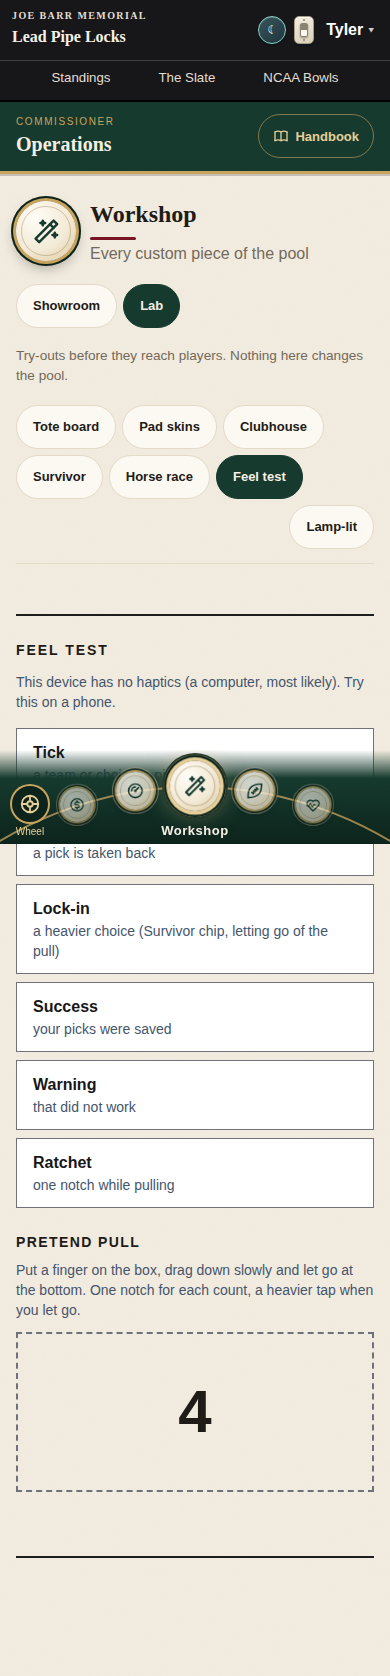 JOE BARR MEMORIAL
Lead Pipe Locks
Tyler
Standings
The Slate
NCAA Bowls
COMMISSIONER
Operations
Handbook
Workshop
Every custom piece of the pool
Showroom
Lab
Try-outs before they reach players. Nothing here changes
the pool.
Tote board
Pad skins
Clubhouse
Survivor
Horse race
Feel test
Lamp-lit
FEEL TEST
This device has no haptics (a computer, most likely). Try
this on a phone.
Tick
Wheel
Workshop
a pick is taken back
Lock-in
a heavier choice (Survivor chip, letting go of the
pull)
Success
your picks were saved
Warning
that did not work
Ratchet
one notch while pulling
PRETEND PULL
Put a finger on the box, drag down slowly and let go at
the bottom. One notch for each count, a heavier tap when
you let go.
4